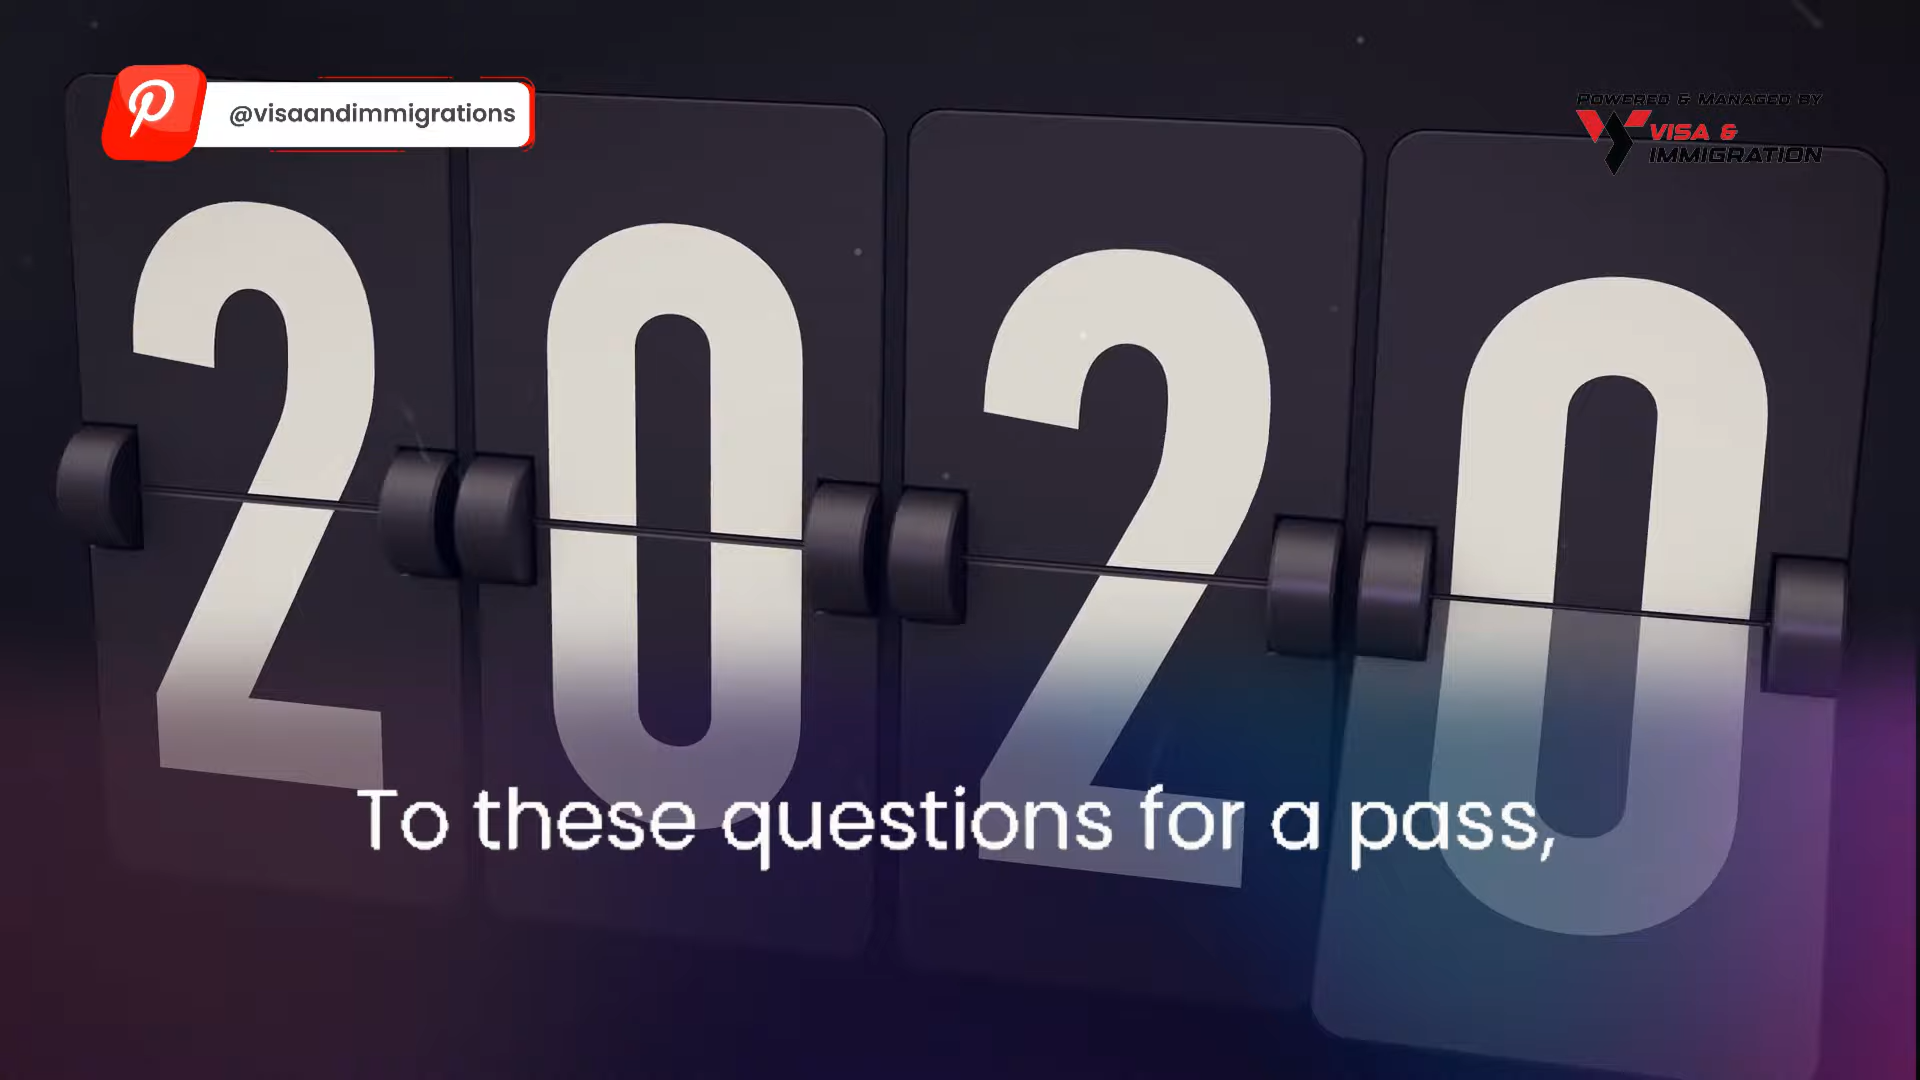 @visaandimmigrations
POWERED & MANAGED BY
VISA &
IMMIGRATION
2020
To these questions for a pass,